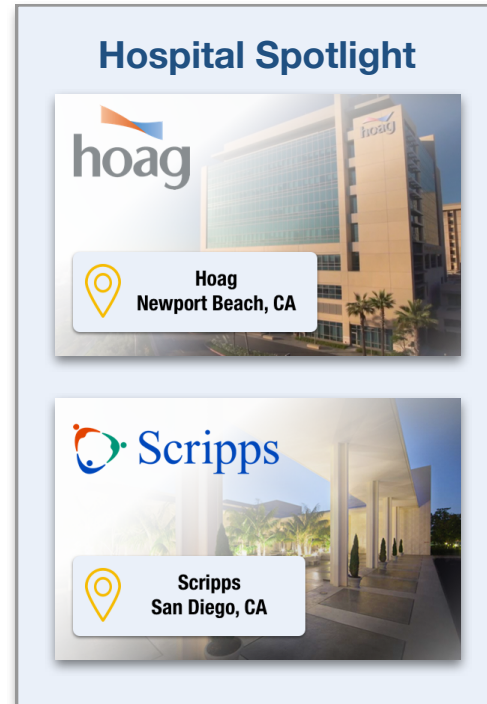 Hospital Spotlight
hoag
hoag
Hoag
Newport Beach, CA
Scripps
Scripps
San Diego, CA